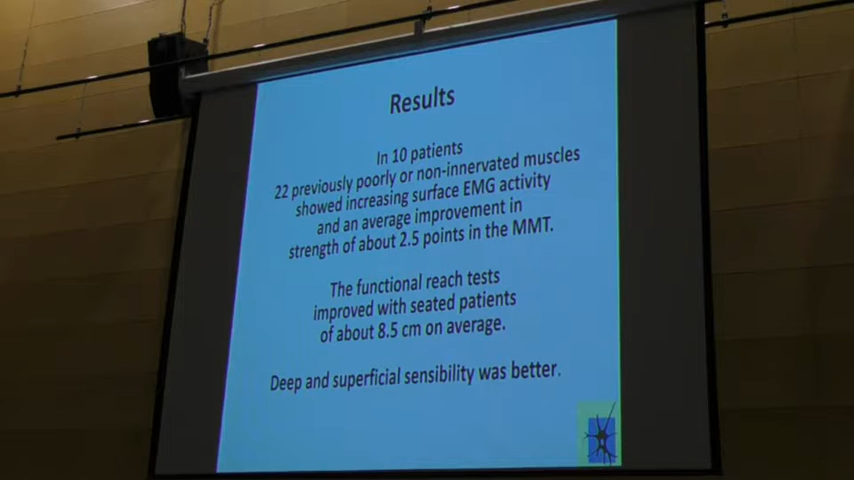 Results
In 10 patients
22 previously poorly or non-innervated muscles
showed increasing surface EMG activity
and an average improvement in
strength of about 2.5 points in the MMT.
The functional reach tests
improved with seated patients
of about 8.5 cm on average.
Deep and superficial sensibility was better.